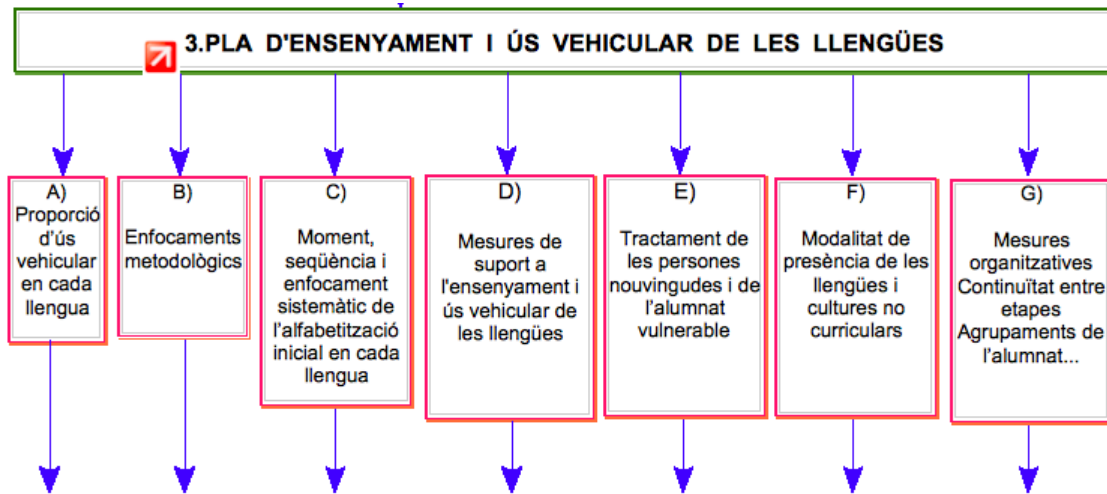 3.PLA D'ENSENYAMENT I ÚS VEHICULAR DE LES LLENGÜES
A)
Proporció
d'ús
vehicular
en cada
llengua
B)
Enfocaments
metodològics
C)
Moment,
seqüència i
enfocament
sistemàtic de
l'alfabetització
inicial en cada
llengua
D)
Mesures de
suport a
l'ensenyament i
ús vehicular de
les llengües
E)
Tractament de
les persones
nouvingudes i de
l'alumnat
vulnerable
F)
Modalitat de
presència de les
llengües i
cultures no
curriculars
G)
Mesures
organitzatives
Continuïtat entre
etapes
Agrupaments de
l'alumnat...